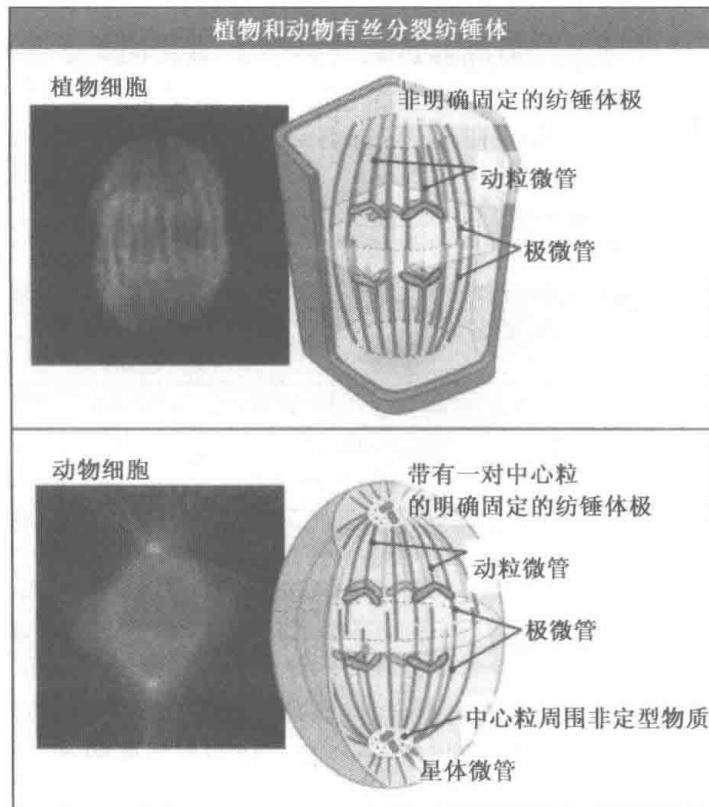 植物和动物有丝分裂纺锤体
植物细胞
非明确固定的纺锤体极
动粒微管
极微管
动物细胞
带有一对中心粒
的明确固定的纺锤体极
动粒微管
极微管
中心粒周围非定型物质
星体微管